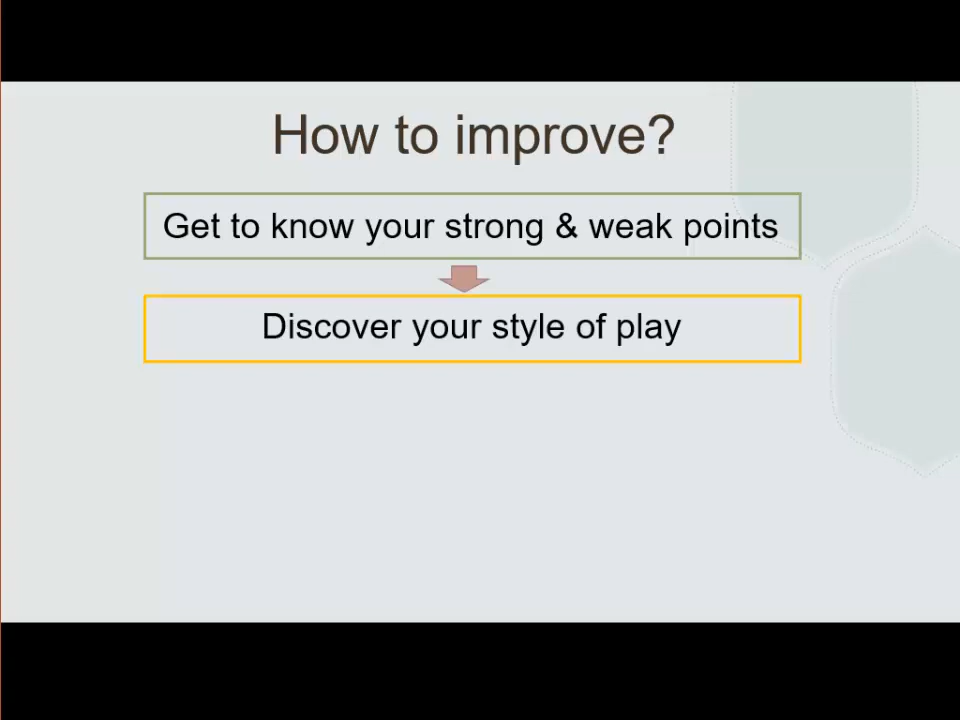 How to improve?
Get to know your strong & weak points
Discover your style of play